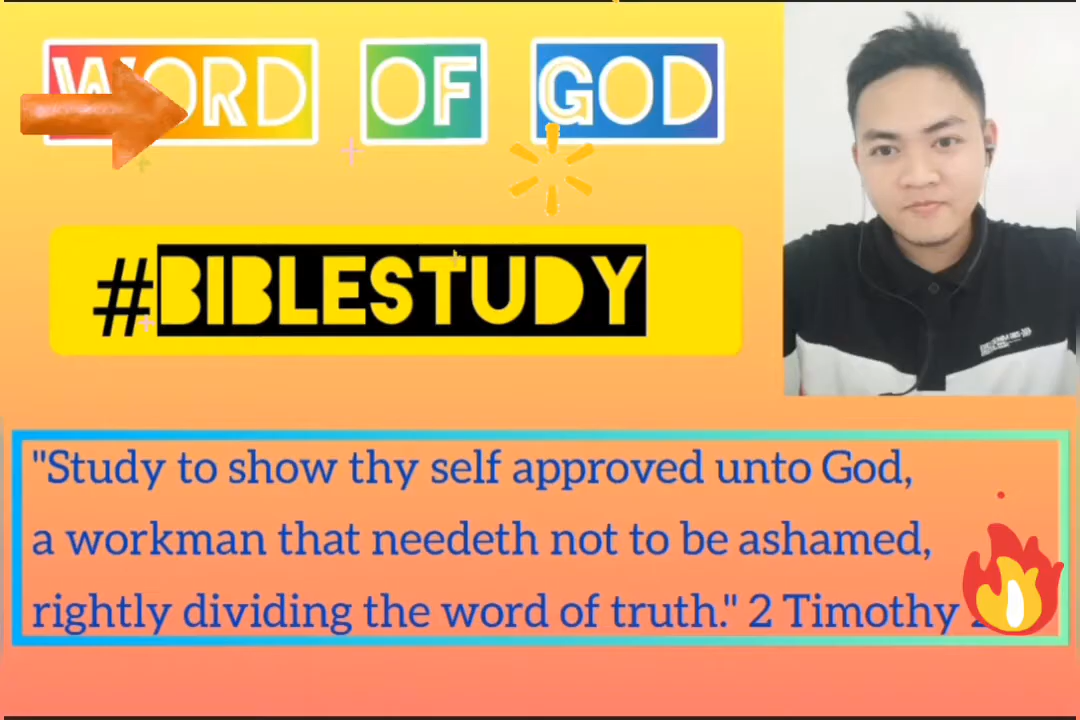 WORD OF GOD
#BIBLESTUDY
"Study to show thy self approved unto God,
a workman that needeth not to be ashamed,
rightly dividing the word of truth." 2 Timothy